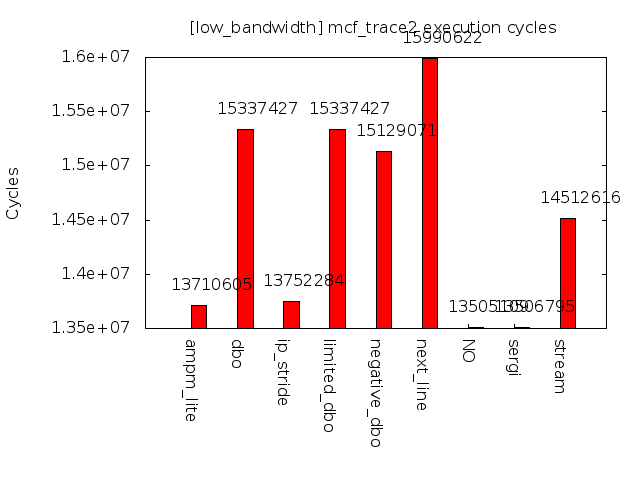 [low_bandwidth] mcf_trace2 execution cycles
15990622
1.6e+07
15337427
15337427
1.55e+07
15129071
1.5e+07
14512616
1.45e+07
13710605
13752284
1.4e+07
13505109
13506795
1.35e+07
Cycles
ampm_lite
dbo
ip_stride
limited_dbo
negative_dbo
next_line
NO
sergi
stream